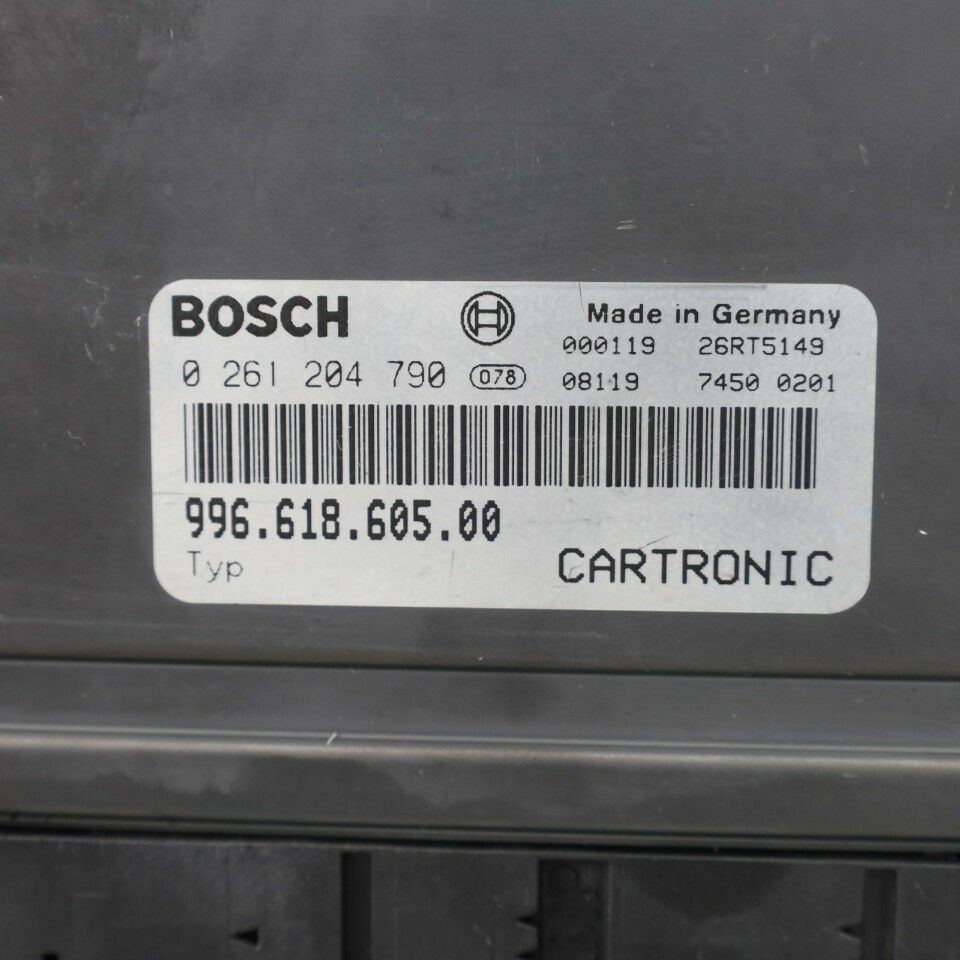 BOSCH Made in Germany
000119 26RT5149
0 261 204 790 078 08119 7450 0201
996.618.605.00
Typ CARTRONIC